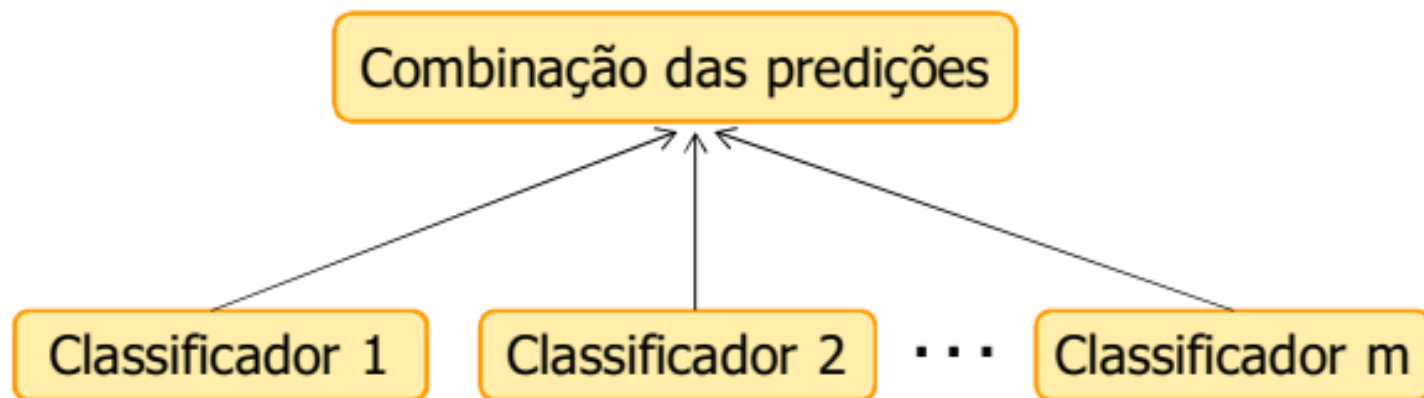 Combinação das predições
Classificador 1
Classificador 2
...
Classificador m